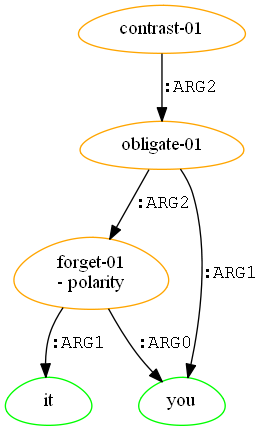 contrast-01
:ARG2
obligate-01
:ARG2
forget-01
- polarity
:ARG1
:ARG1
:ARG0
it
you